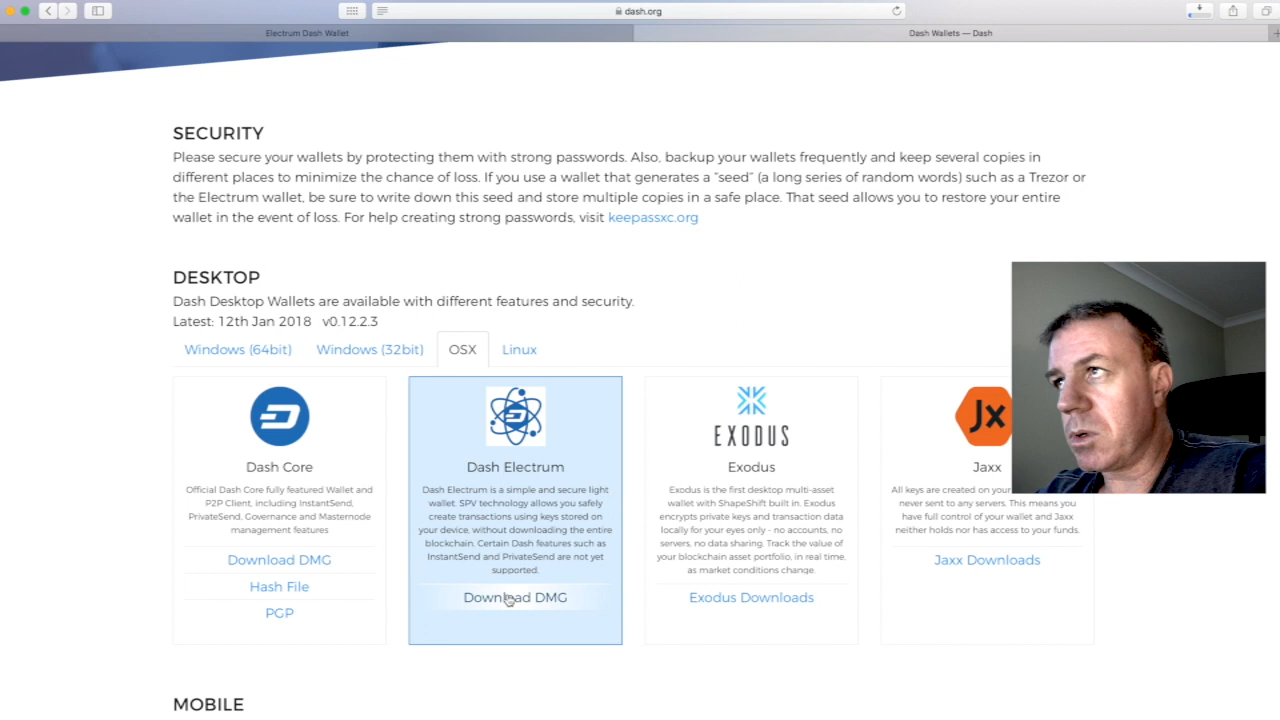 dash.org
Electrum Dash Wallet
Dash Wallets — Dash
SECURITY
Please secure your wallets by protecting them with strong passwords. Also, backup your wallets frequently and keep several copies in
different places to minimize the chance of loss. If you use a wallet that generates a "seed" (a long series of random words) such as a Trezor or
the Electrum wallet, be sure to write down this seed and store multiple copies in a safe place. That seed allows you to restore your entire
wallet in the event of loss. For help creating strong passwords, visit keepassxc.org
DESKTOP
Dash Desktop Wallets are available with different features and security.
Latest: 12th Jan 2018 v0.12.2.3
Windows (64bit) Windows (32bit) OSX Linux
Dash Core
Official Dash Core fully featured Wallet and
P2P Client, including InstantSend,
PrivateSend, Governance and Masternode
management features
Download DMG
Hash File
PGP
Dash Electrum
Dash Electrum is a simple and secure light
wallet. SPV technology allows you safely
create transactions using keys stored on
your device, without downloading the entire
blockchain. Certain Dash features such as
InstantSend and PrivateSend are not yet
supported.
Download DMG
EXODUS
Exodus
Exodus is the first desktop multi-asset
wallet with ShapeShift built in. Exodus
encrypts private keys and transaction data
locally for your eyes only - no accounts, no
servers, no data sharing. Track the value of
your blockchain asset portfolio, in real time,
as market conditions change.
Exodus Downloads
Jx
Jaxx
All keys are created on your
never sent to any servers. This means you
have full control of your wallet and Jaxx
neither holds nor has access to your funds.
Jaxx Downloads
MOBILE